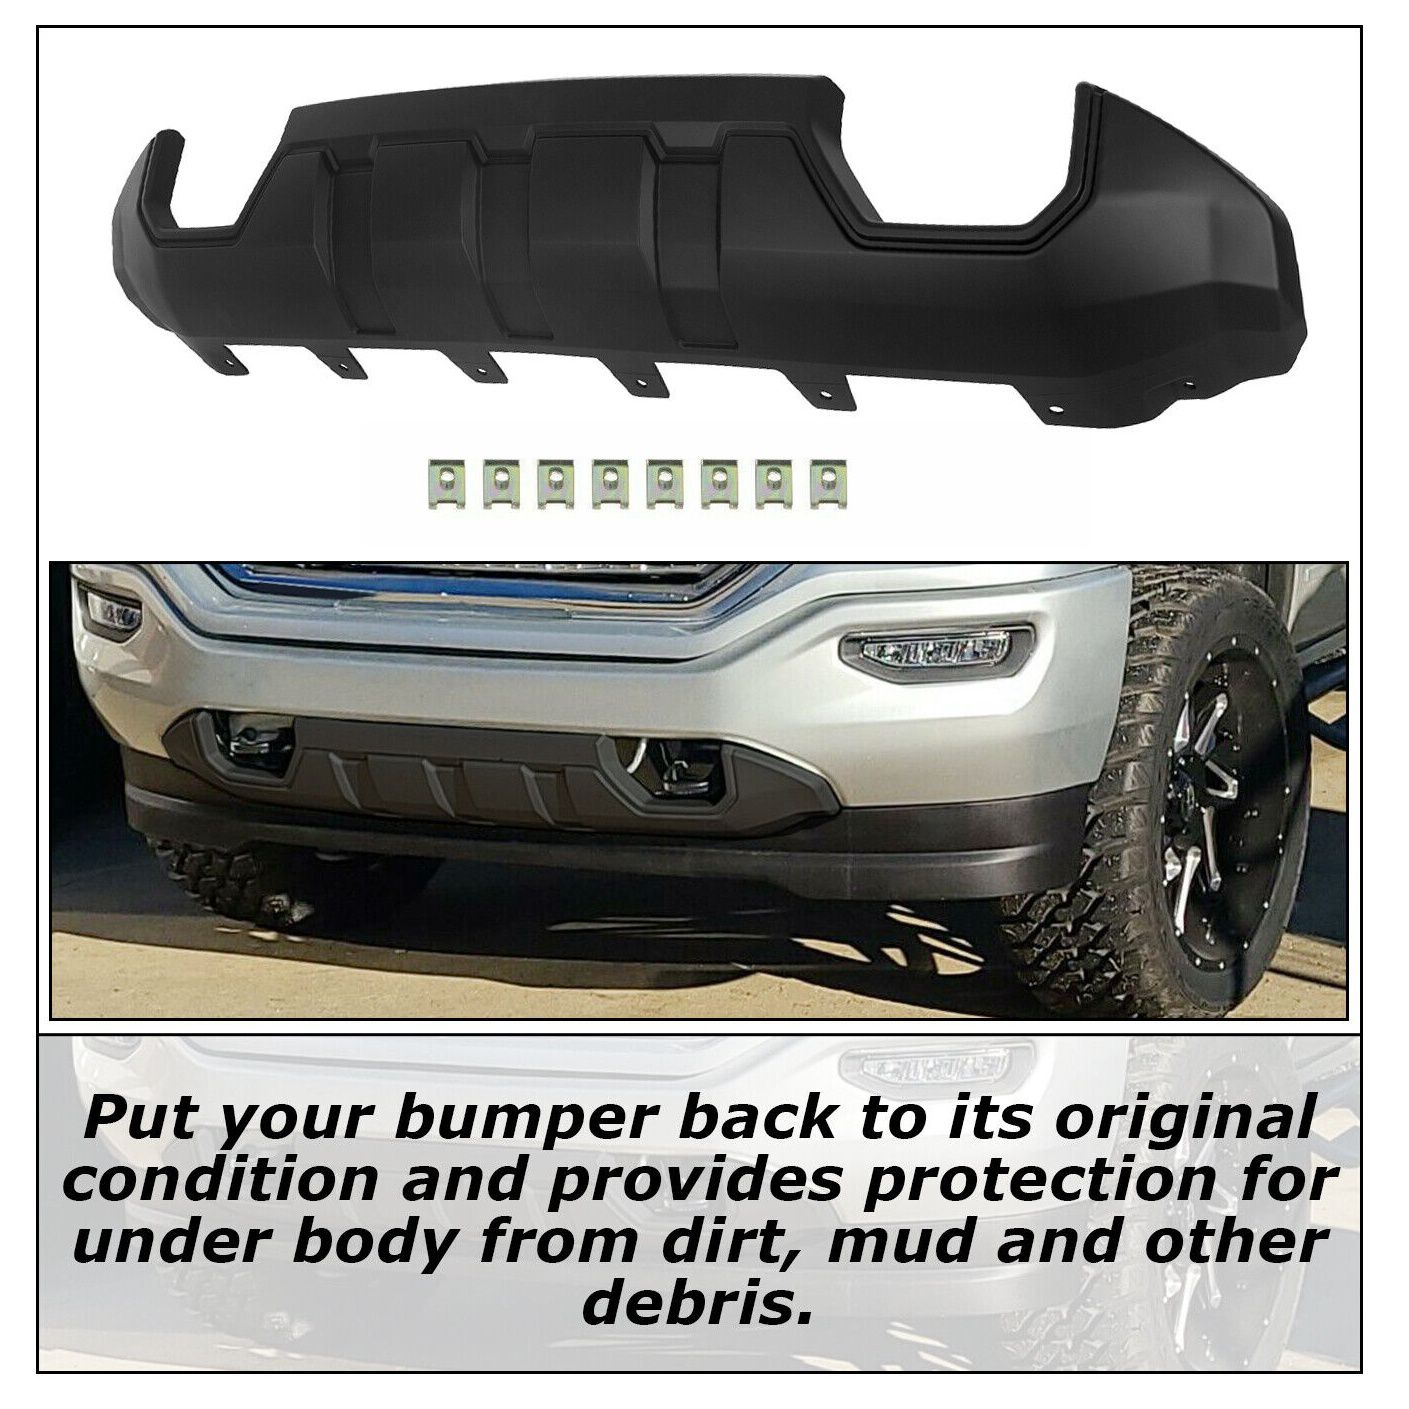 Put your bumper back to its original
condition and provides protection for
under body from dirt, mud and other
debris.